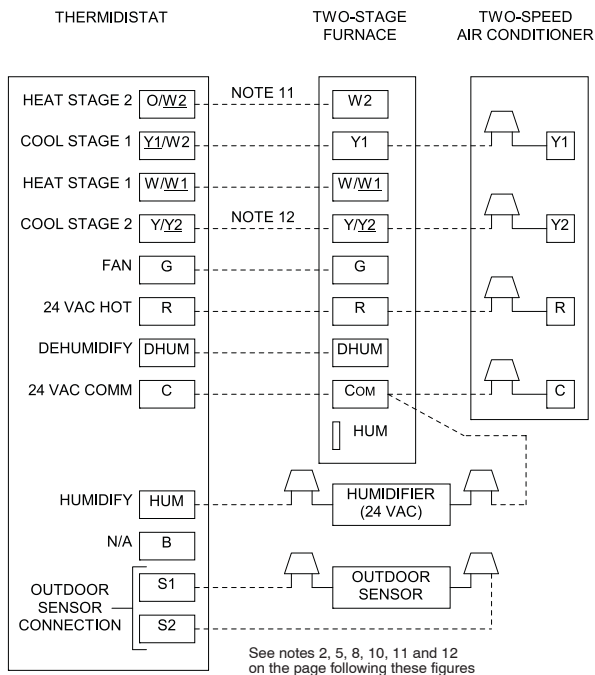 THERMIDISTAT
TWO-STAGE
FURNACE
TWO-SPEED
AIR CONDITIONER
HEAT STAGE 2 O/W2 NOTE 11 W2
COOL STAGE 1 Y1/W2 Y1 Y1
HEAT STAGE 1 W/W1 W/W1
COOL STAGE 2 Y/Y2 NOTE 12 Y/Y2 Y2
FAN G G
24 VAC HOT R R R
DEHUMIDIFY DHUM DHUM
24 VAC COMM C COM C
HUM
HUMIDIFY HUM HUMIDIFIER
(24 VAC)
N/A B
OUTDOOR
SENSOR
CONNECTION
S1
S2
OUTDOOR
SENSOR
See notes 2, 5, 8, 10, 11 and 12
on the page following these figures